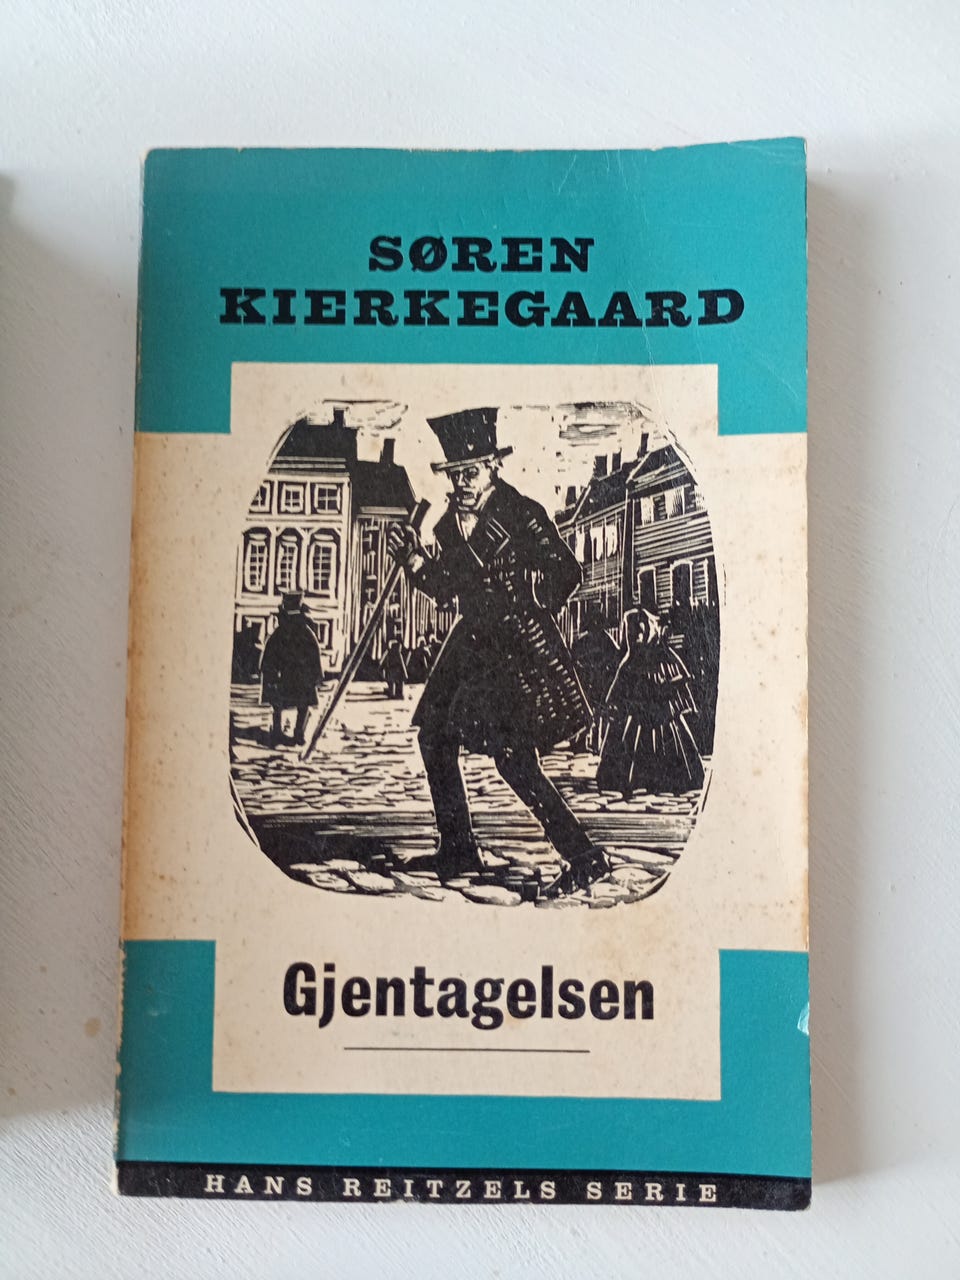 SØREN
KIERKEGAARD
Gjentagelsen
HANS REITZELS SERIE